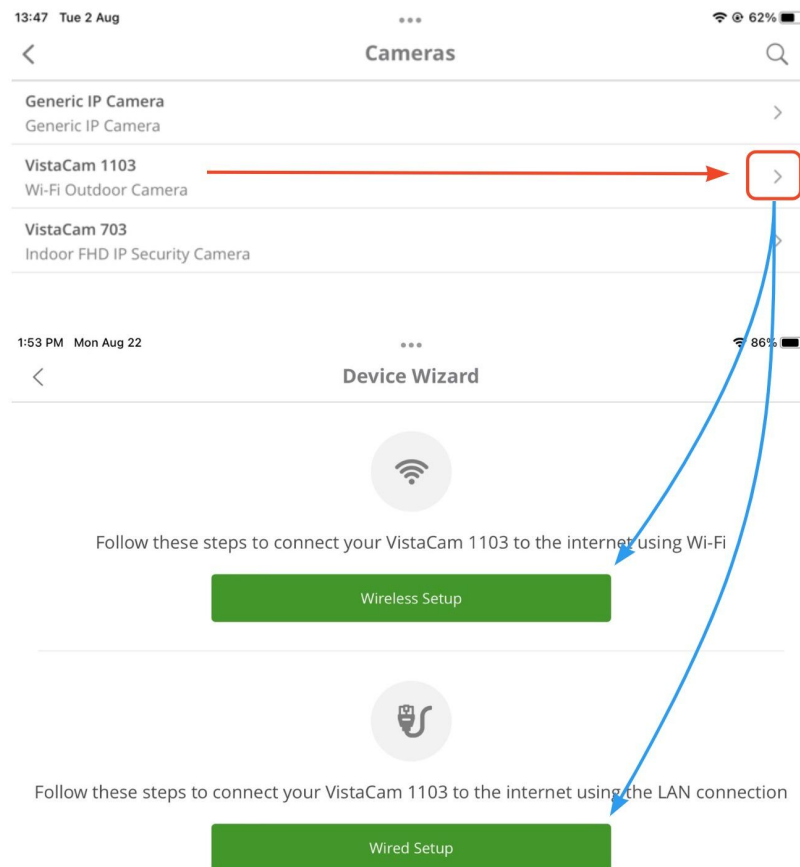 13:47 Tue 2 Aug
62%
Cameras
Generic IP Camera
Generic IP Camera
VistaCam 1103
Wi-Fi Outdoor Camera
VistaCam 703
Indoor FHD IP Security Camera
1:53 PM Mon Aug 22
86%
Device Wizard
Follow these steps to connect your VistaCam 1103 to the internet using Wi-Fi
Wireless Setup
Follow these steps to connect your VistaCam 1103 to the internet using the LAN connection
Wired Setup